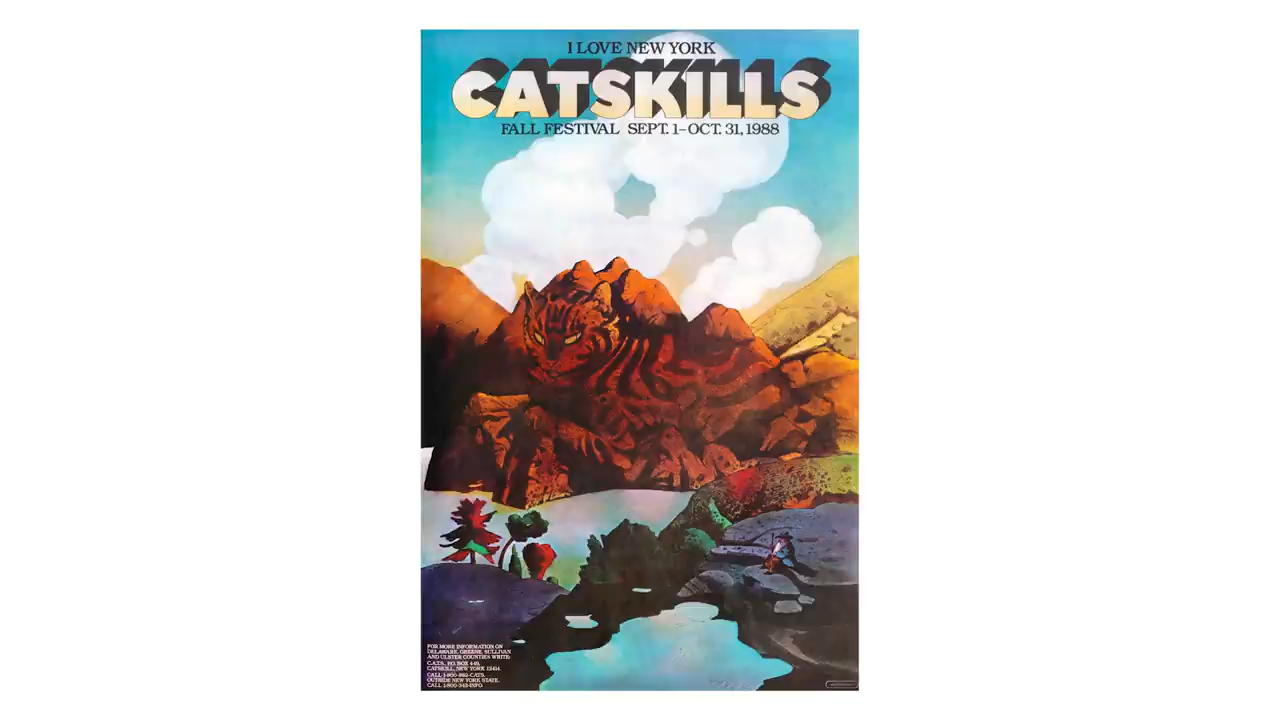 I LOVE NEW YORK
CATSKILLS
FALL FESTIVAL SEPT. 1–OCT. 31, 1988
FOR MORE INFORMATION ON
DELAWARE, GREENE, SULLIVAN
AND ULSTER COUNTIES WRITE:
C.A.T.S., P.O. BOX 449,
CATSKILL, NEW YORK 12414.
CALL 1-800-882-CATS.
OUTSIDE NEW YORK STATE,
CALL 1-800-343-INFO